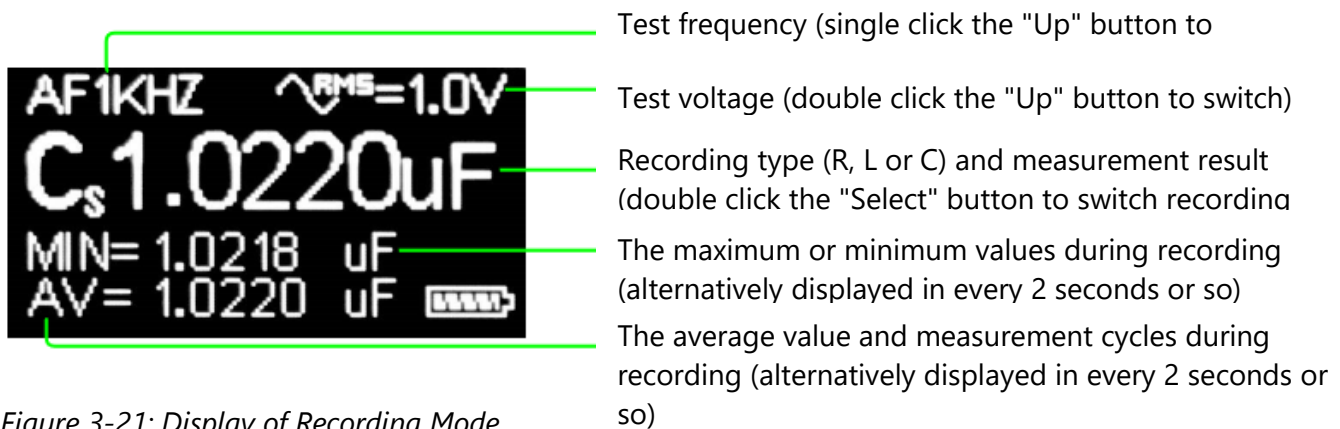 Test frequency (single click the "Up" button to
AF1KHZ RMS=1.0V
Test voltage (double click the "Up" button to switch)
Cs1.0220uF
Recording type (R, L or C) and measurement result
(double click the "Select" button to switch recording
MIN= 1.0218 uF
The maximum or minimum values during recording
(alternatively displayed in every 2 seconds or so)
AV= 1.0220 uF
The average value and measurement cycles during
recording (alternatively displayed in every 2 seconds or
so)
Figure 3-21: Display of Recording Mode